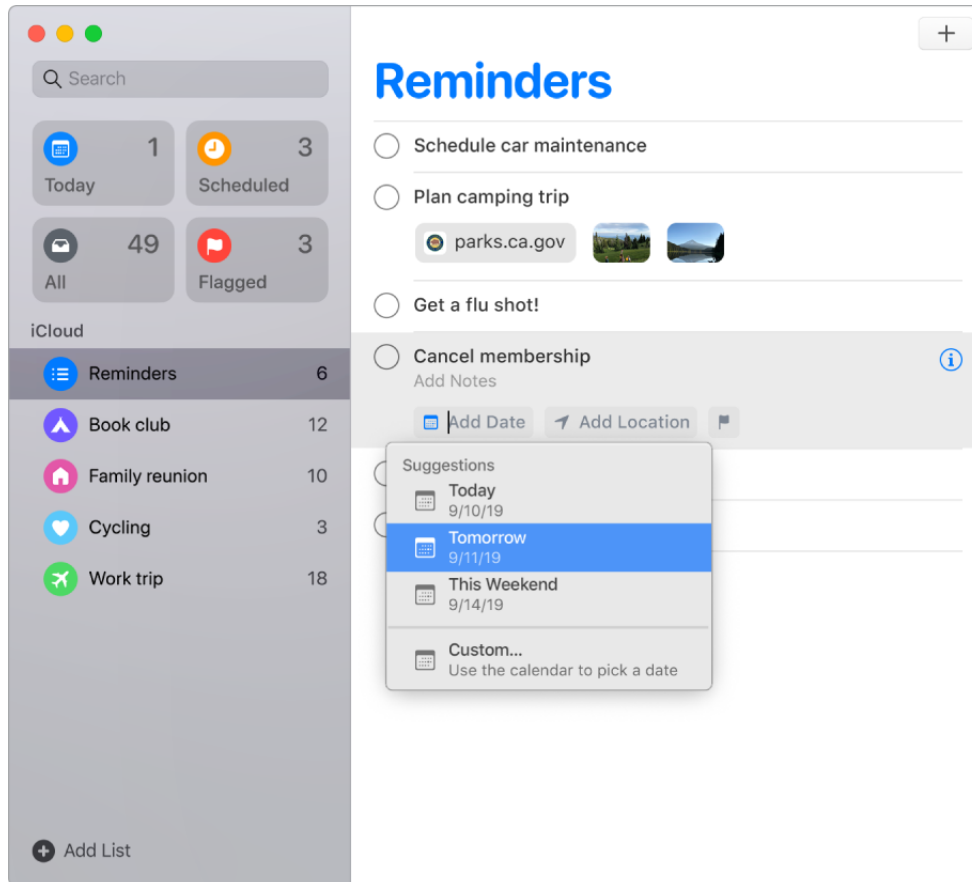 Search
1
Today
3
Scheduled
49
All
3
Flagged
iCloud
Reminders 6
Book club 12
Family reunion 10
Cycling 3
Work trip 18
Add List
Reminders
Schedule car maintenance
Plan camping trip
parks.ca.gov
Get a flu shot!
Cancel membership
Add Notes
Add Date Add Location
Suggestions
Today
9/10/19
Tomorrow
9/11/19
This Weekend
9/14/19
Custom...
Use the calendar to pick a date